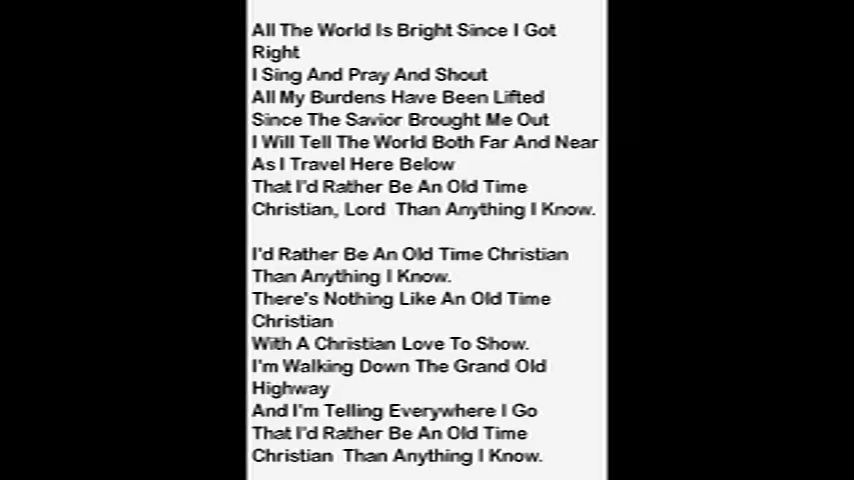 All The World Is Bright Since I Got
Right
I Sing And Pray And Shout
All My Burdens Have Been Lifted
Since The Savior Brought Me Out
I Will Tell The World Both Far And Near
As I Travel Here Below
That I'd Rather Be An Old Time
Christian, Lord  Than Anything I Know.

I'd Rather Be An Old Time Christian
Than Anything I Know.
There's Nothing Like An Old Time
Christian
With A Christian Love To Show.
I'm Walking Down The Grand Old
Highway
And I'm Telling Everywhere I Go
That I'd Rather Be An Old Time
Christian  Than Anything I Know.